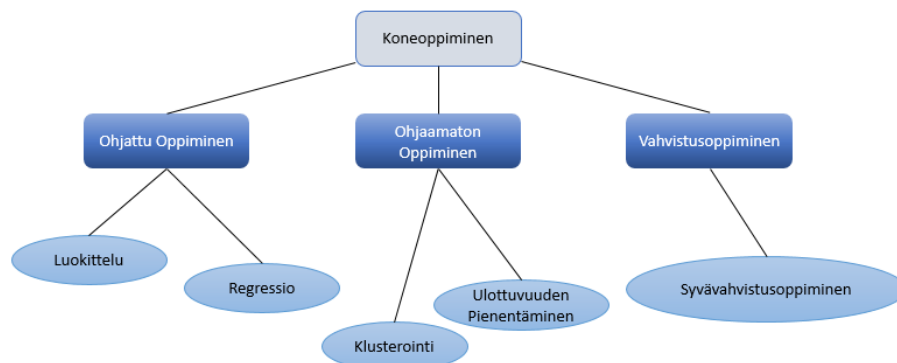 Koneoppiminen
Ohjattu Oppiminen
Ohjaamaton
Oppiminen
Vahvistusoppiminen
Luokittelu
Regressio
Klusterointi
Ulottuvuuden
Pienentäminen
Syvävahvistusoppiminen